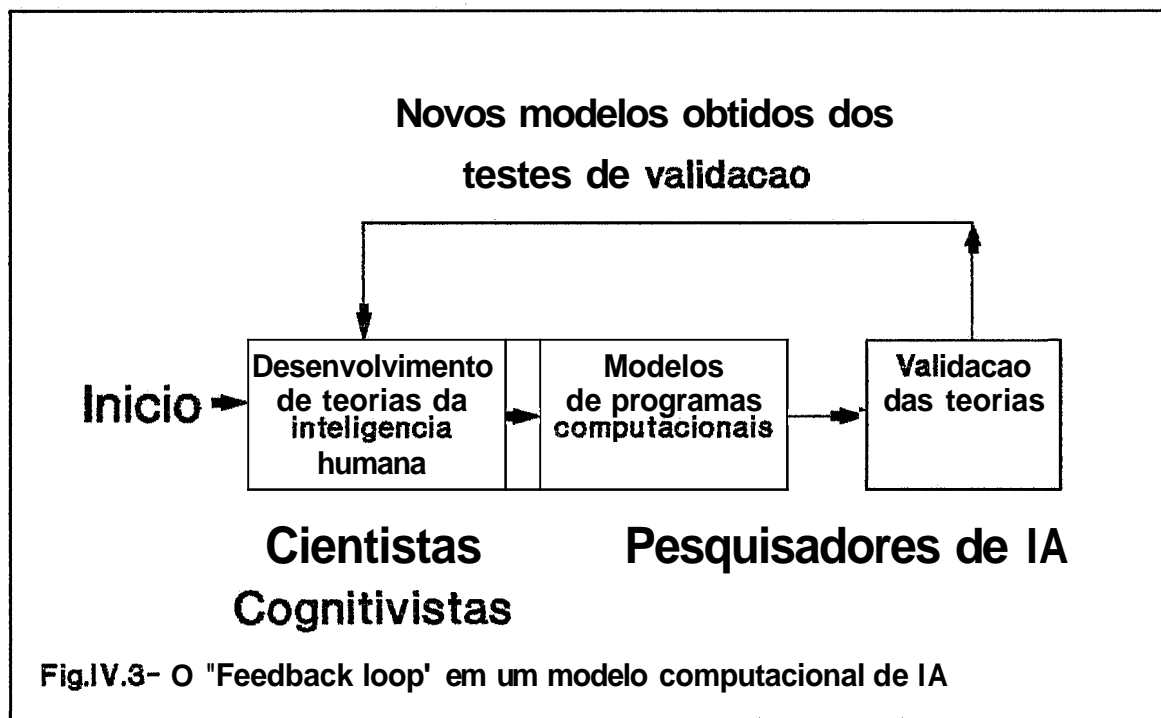 Novos modelos obtidos dos
testes de validacao
Inicio
Desenvolvimento
de teorias da
inteligencia
humana
Modelos
de programas
computacionais
Validacao
das teorias
Cientistas
Cognitivistas
Pesquisadores de IA
Fig.IV.3- O "Feedback loop' em um modelo computacional de IA